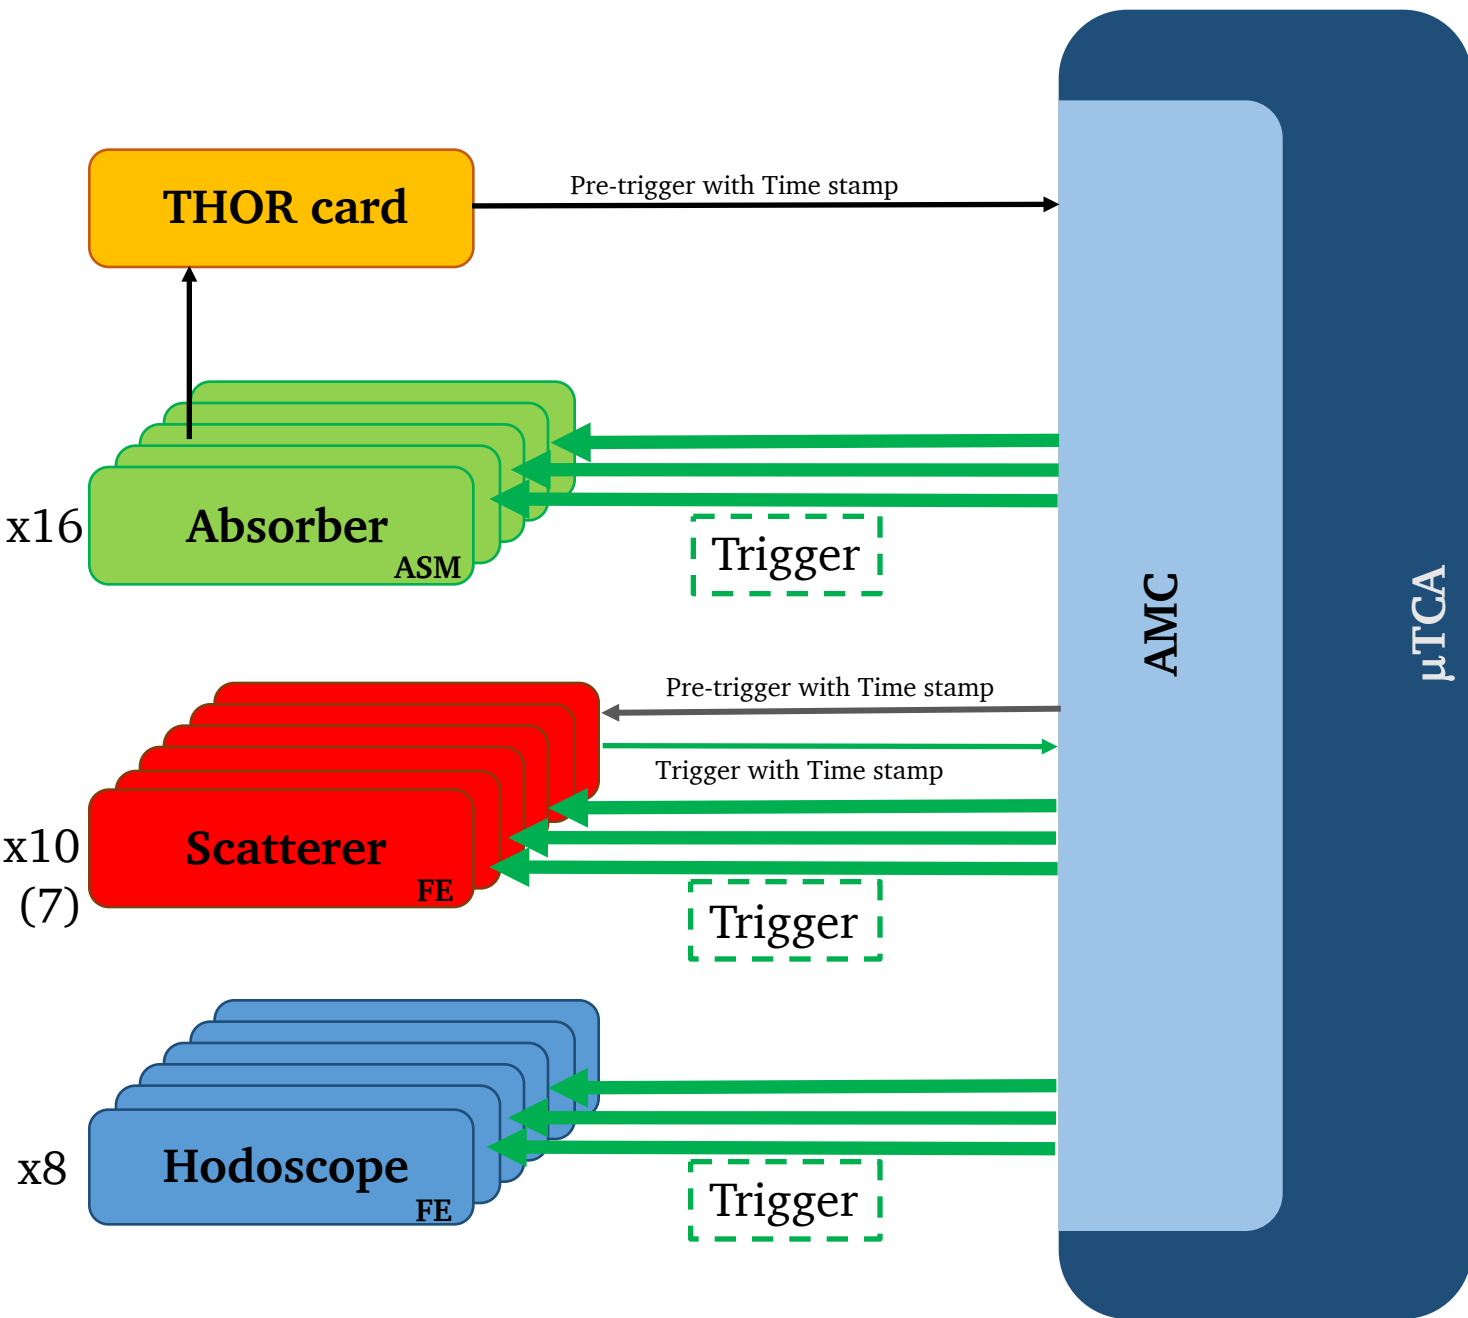 THOR card
Pre-trigger with Time stamp
x16
Absorber
ASM
Trigger
AMC
μTCA
Pre-trigger with Time stamp
Trigger with Time stamp
x10
(7)
Scatterer
FE
Trigger
x8
Hodoscope
FE
Trigger